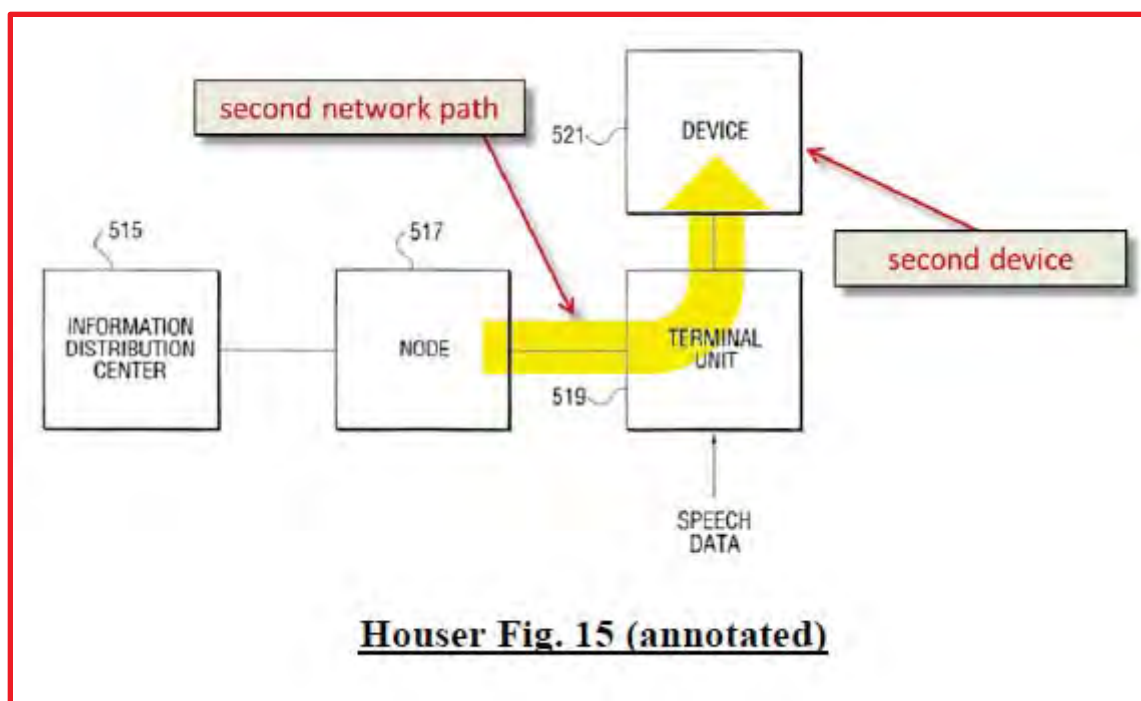 second network path
521
DEVICE
515
517
second device
INFORMATION
DISTRIBUTION
CENTER
NODE
TERMINAL
UNIT
519
SPEECH
DATA
Houser Fig. 15 (annotated)